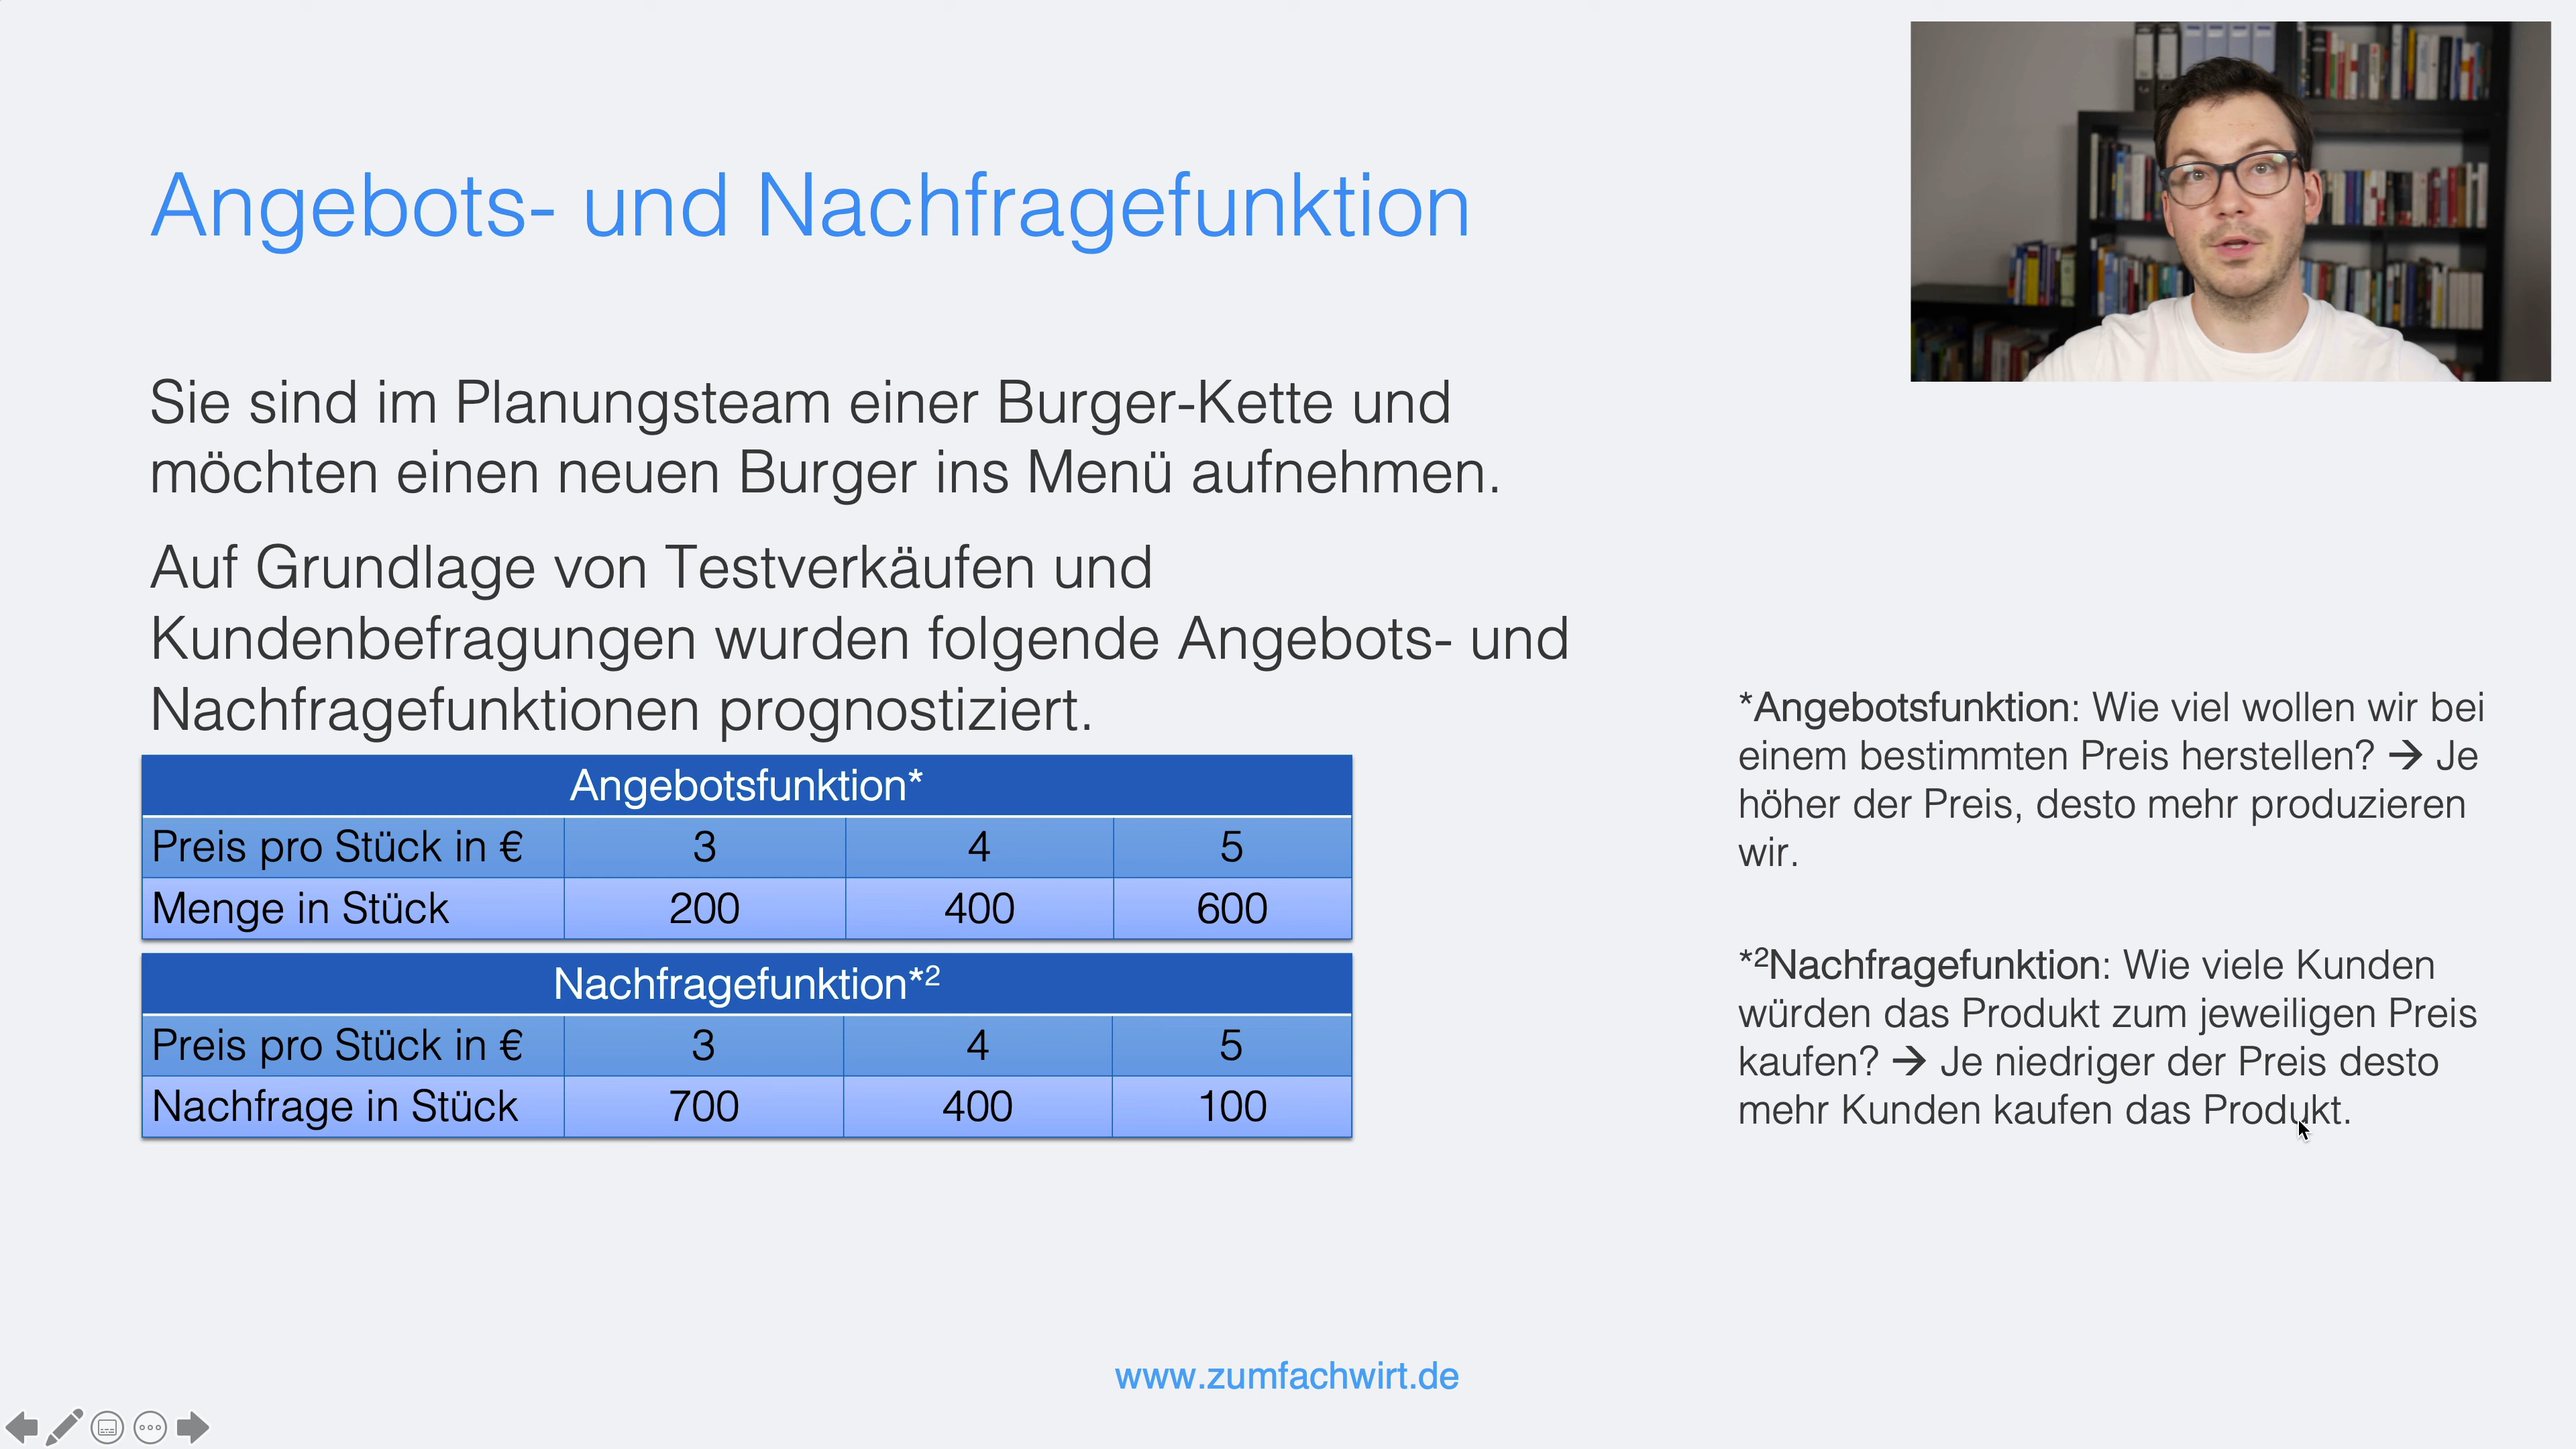 Angebots- und Nachfragefunktion
Sie sind im Planungsteam einer Burger-Kette und
möchten einen neuen Burger ins Menü aufnehmen.
Auf Grundlage von Testverkäufen und
Kundenbefragungen wurden folgende Angebots- und
Nachfragefunktionen prognostiziert.
Angebotsfunktion*
Preis pro Stück in € 3 4 5
Menge in Stück 200 400 600
Nachfragefunktion*²
Preis pro Stück in € 3 4 5
Nachfrage in Stück 700 400 100
*Angebotsfunktion: Wie viel wollen wir bei
einem bestimmten Preis herstellen? → Je
höher der Preis, desto mehr produzieren
wir.
*²Nachfragefunktion: Wie viele Kunden
würden das Produkt zum jeweiligen Preis
kaufen? → Je niedriger der Preis desto
mehr Kunden kaufen das Produkt.
www.zumfachwirt.de